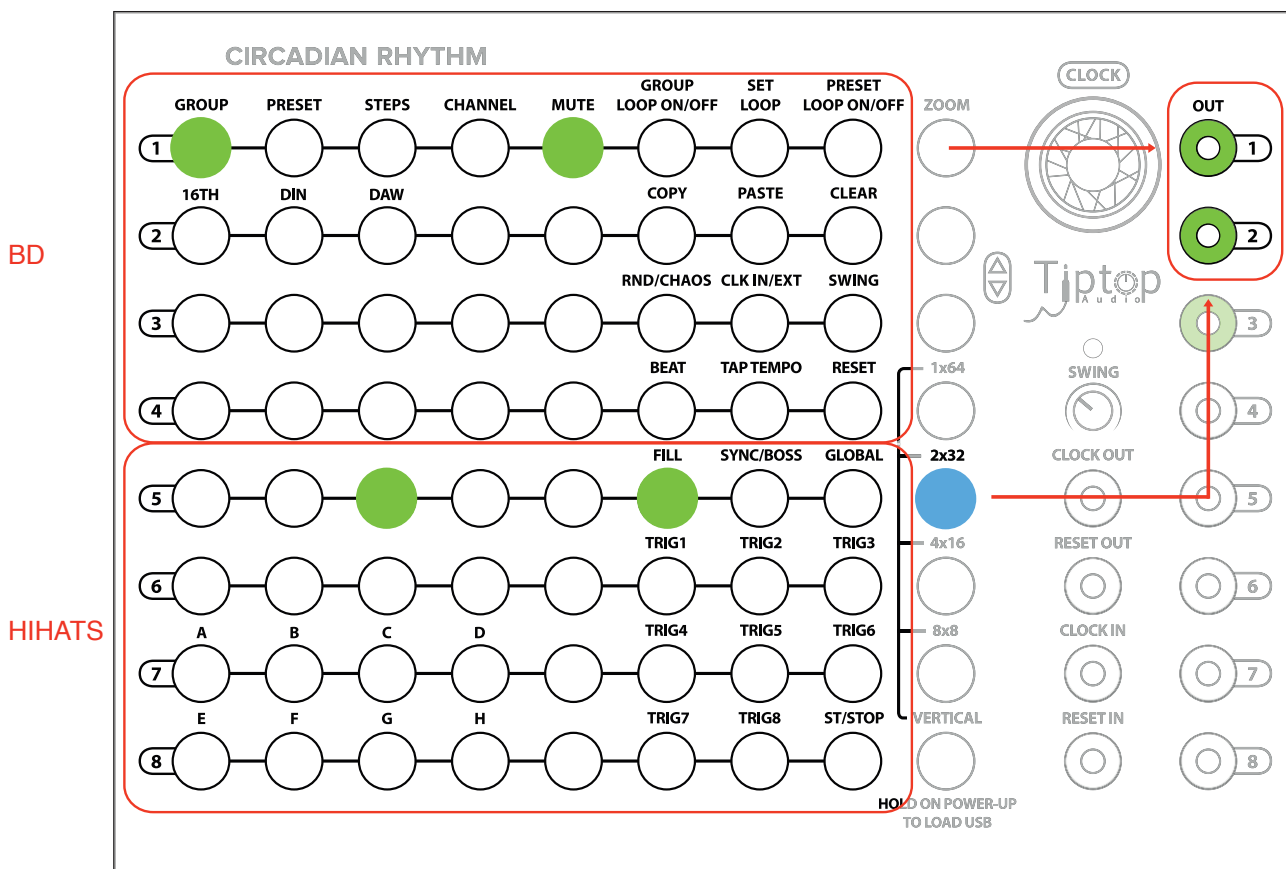 CIRCADIAN RHYTHM
CLOCK
GROUP PRESET STEPS CHANNEL MUTE GROUP LOOP ON/OFF SET LOOP PRESET LOOP ON/OFF ZOOM OUT
1 1
16TH DIN DAW COPY PASTE CLEAR
2 2
BD
RND/CHAOS CLK IN/EXT SWING
Tiptop
Audio
3 3
BEAT TAP TEMPO RESET 1x64 SWING
4 4
FILL SYNC/BOSS GLOBAL 2x32 CLOCK OUT
5 5
TRIG1 TRIG2 TRIG3 4x16 RESET OUT
6 6
HIHATS
A B C D TRIG4 TRIG5 TRIG6 8x8 CLOCK IN
7 7
E F G H TRIG7 TRIG8 ST/STOP VERTICAL RESET IN
8 8
HOLD ON POWER-UP
TO LOAD USB